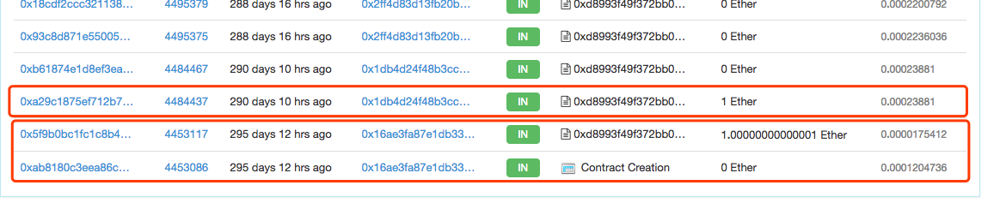 0x18cdf2ccc321138... 4495379 288 days 16 hrs ago 0x2ff4d83d13fb20b... IN 0xd8993f49f372bb0... 0 Ether 0.0002200792
0x93c8d871e55005... 4495375 288 days 16 hrs ago 0x2ff4d83d13fb20b... IN 0xd8993f49f372bb0... 0 Ether 0.0002236036
0xb61874e1d8ef3ea... 4484467 290 days 10 hrs ago 0x1db4d24f48b3cc... IN 0xd8993f49f372bb0... 0 Ether 0.00023881
0xa29c1875ef712b7... 4484437 290 days 10 hrs ago 0x1db4d24f48b3cc... IN 0xd8993f49f372bb0... 1 Ether 0.00023881
0x5f9b0bc1fc1c8b4... 4453117 295 days 12 hrs ago 0x16ae3fa87e1db33... IN 0xd8993f49f372bb0... 1.00000000000001 Ether 0.0000175412
0xab8180c3eea86c... 4453086 295 days 12 hrs ago 0x16ae3fa87e1db33... IN Contract Creation 0 Ether 0.0001204736